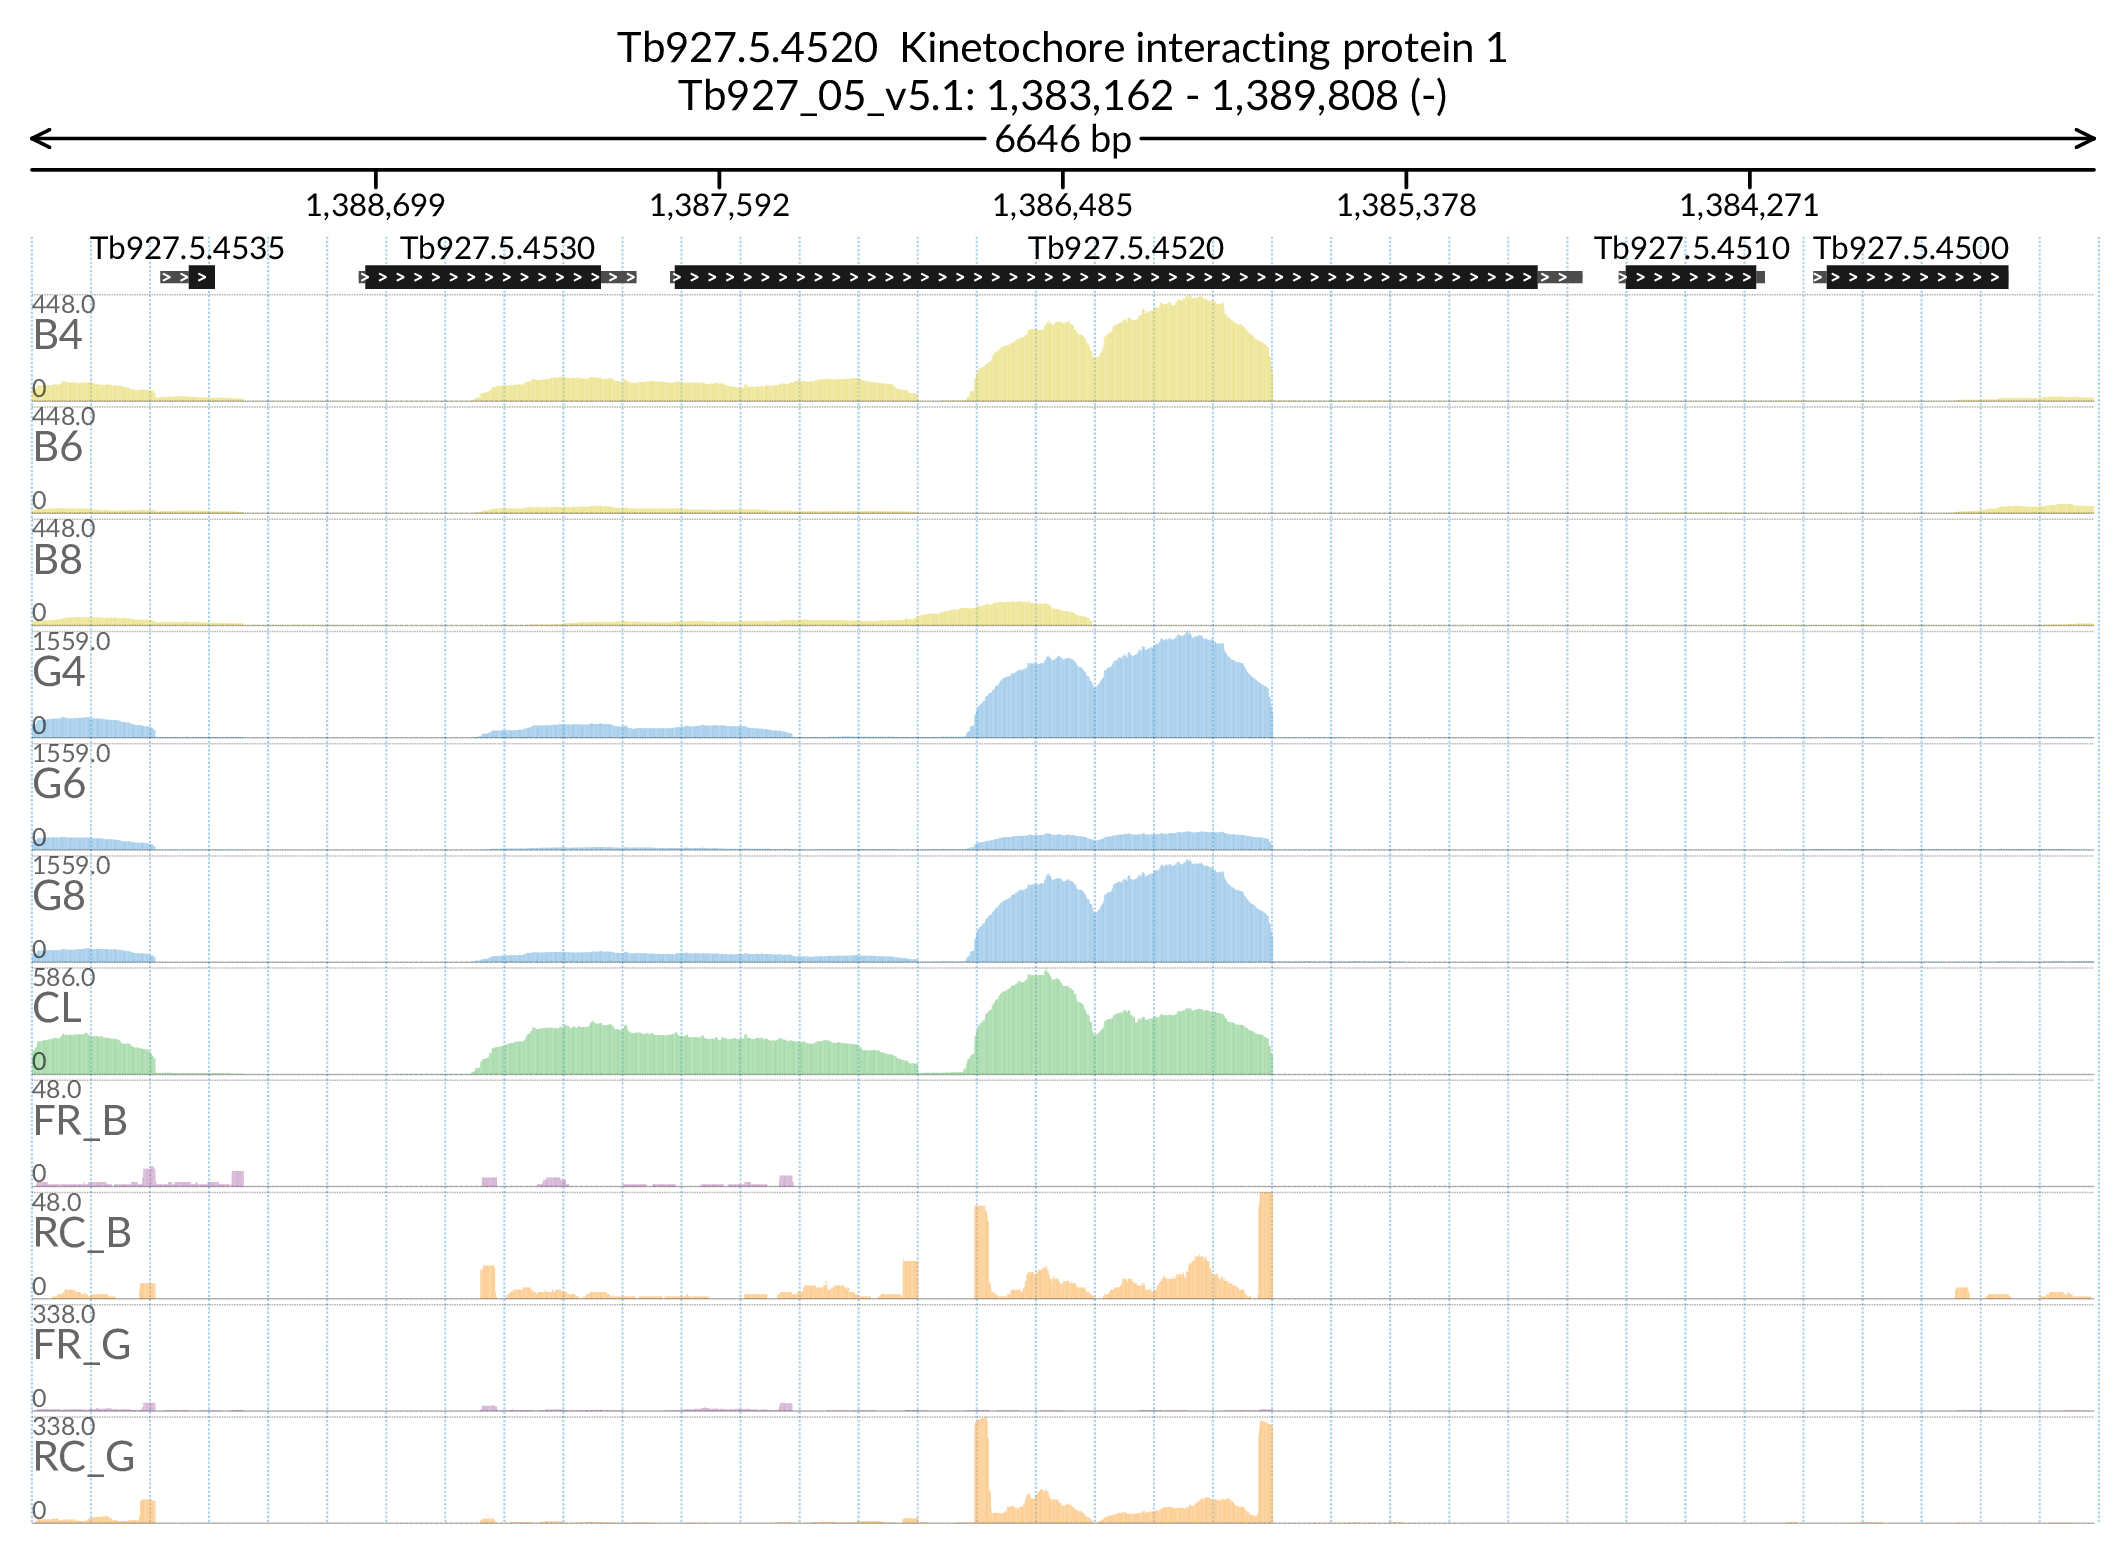 Tb927.5.4520  Kinetochore interacting protein 1
Tb927_05_v5.1: 1,383,162 - 1,389,808 (-)
6646 bp
1,388,699 1,387,592 1,386,485 1,385,378 1,384,271
Tb927.5.4535 Tb927.5.4530 Tb927.5.4520 Tb927.5.4510 Tb927.5.4500
448.0
B4
0
448.0
B6
0
448.0
B8
0
1559.0
G4
0
1559.0
G6
0
1559.0
G8
0
586.0
CL
0
48.0
FR_B
0
48.0
RC_B
0
338.0
FR_G
0
338.0
RC_G
0